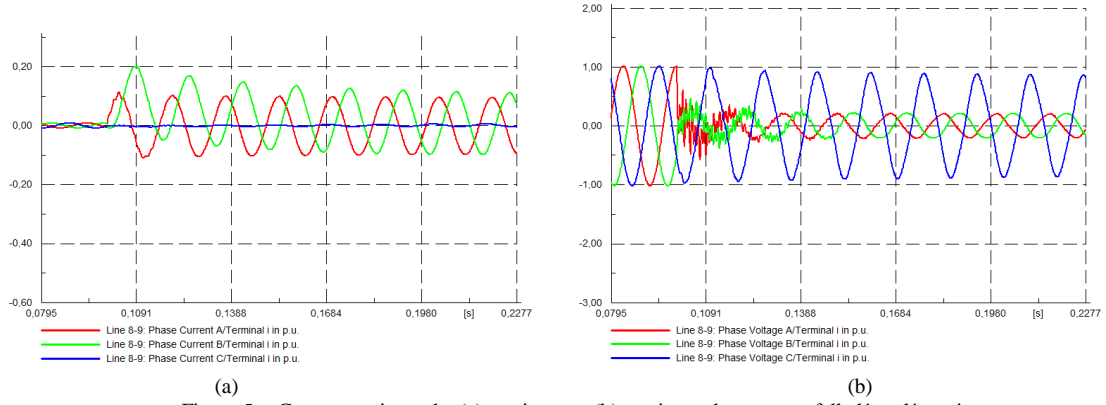 0,20
0,00
-0,20
-0,40
-0,60
0,0795 0,1091 0,1388 0,1684 0,1980 [s] 0,2277
Line 8-9: Phase Current A/Terminal i in p.u.
Line 8-9: Phase Current B/Terminal i in p.u.
Line 8-9: Phase Current C/Terminal i in p.u.
(a)
2,00
1,00
0,00
-1,00
-2,00
-3,00
0,0795 0,1091 0,1388 0,1684 0,1980 [s] 0,2277
Line 8-9: Phase Voltage A/Terminal i in p.u.
Line 8-9: Phase Voltage B/Terminal i in p.u.
Line 8-9: Phase Voltage C/Terminal i in p.u.
(b)